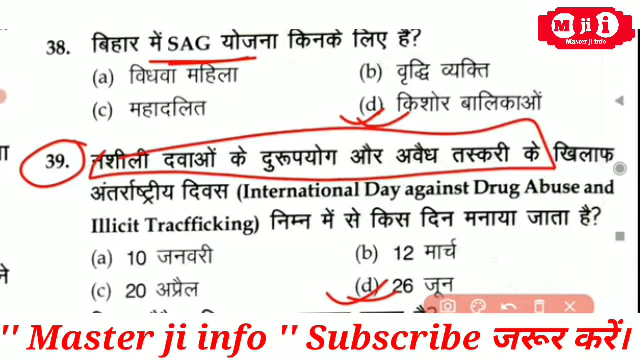 38. बिहार में SAG योजना किनके लिए है?
(a) विधवा महिला (b) वृद्धि व्यक्ति
(c) महादलित (d) किशोर बालिकाओं
39. नशीली दवाओं के दुरूपयोग और अवैध तस्करी के खिलाफ
अंतर्राष्ट्रीय दिवस (International Day against Drug Abuse and
Illicit Tracfficking) निम्न में से किस दिन मनाया जाता है?
(a) 10 जनवरी (b) 12 मार्च
(c) 20 अप्रैल (d) 26 जून
M ji i
Master ji info
" Master ji info " Subscribe जरूर करें।